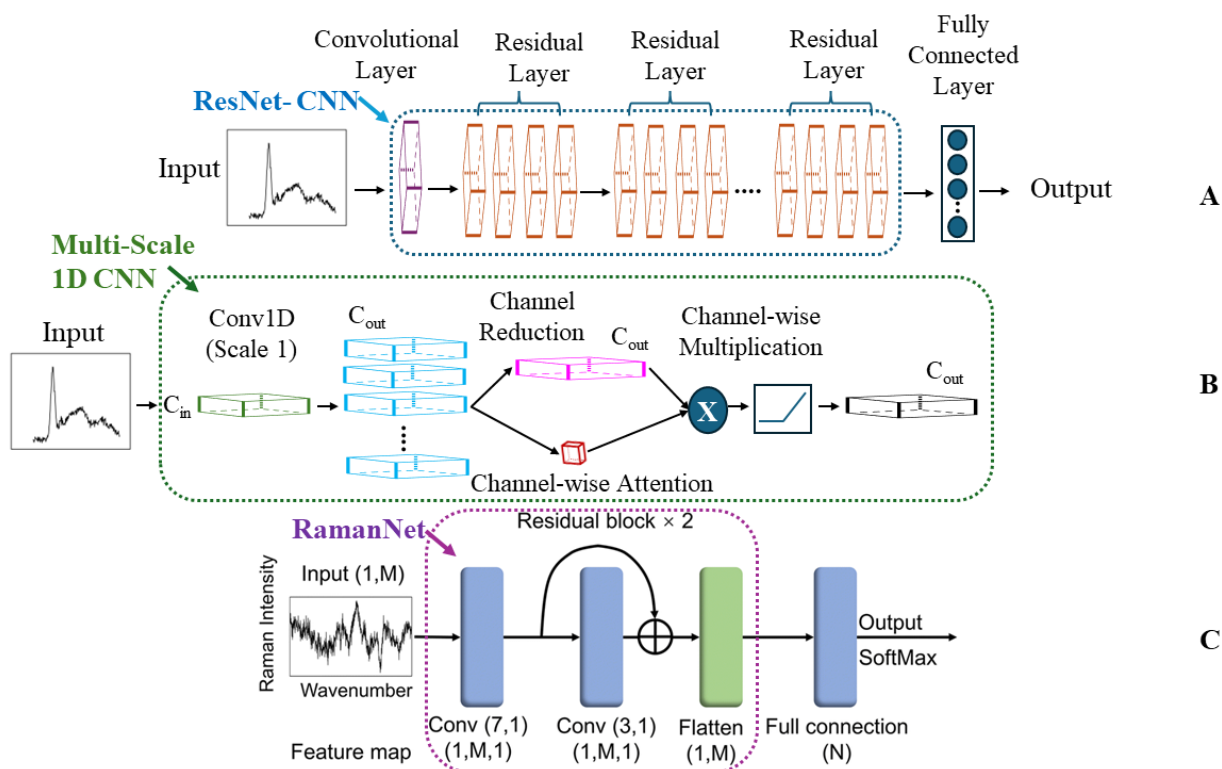 Convolutional
Layer
Residual
Layer
Residual
Layer
Residual
Layer
Fully
Connected
Layer
ResNet- CNN
Input
Output
A
Multi-Scale
1D CNN
Input
Conv1D
(Scale 1)
Cin
Cout
Channel
Reduction
Cout
Channel-wise
Multiplication
X
Cout
Channel-wise Attention
B
RamanNet
Residual block × 2
Input (1,M)
Raman Intensity
Wavenumber
Output
SoftMax
C
Feature map
Conv (7,1)
(1,M,1)
Conv (3,1)
(1,M,1)
Flatten
(1,M)
Full connection
(N)